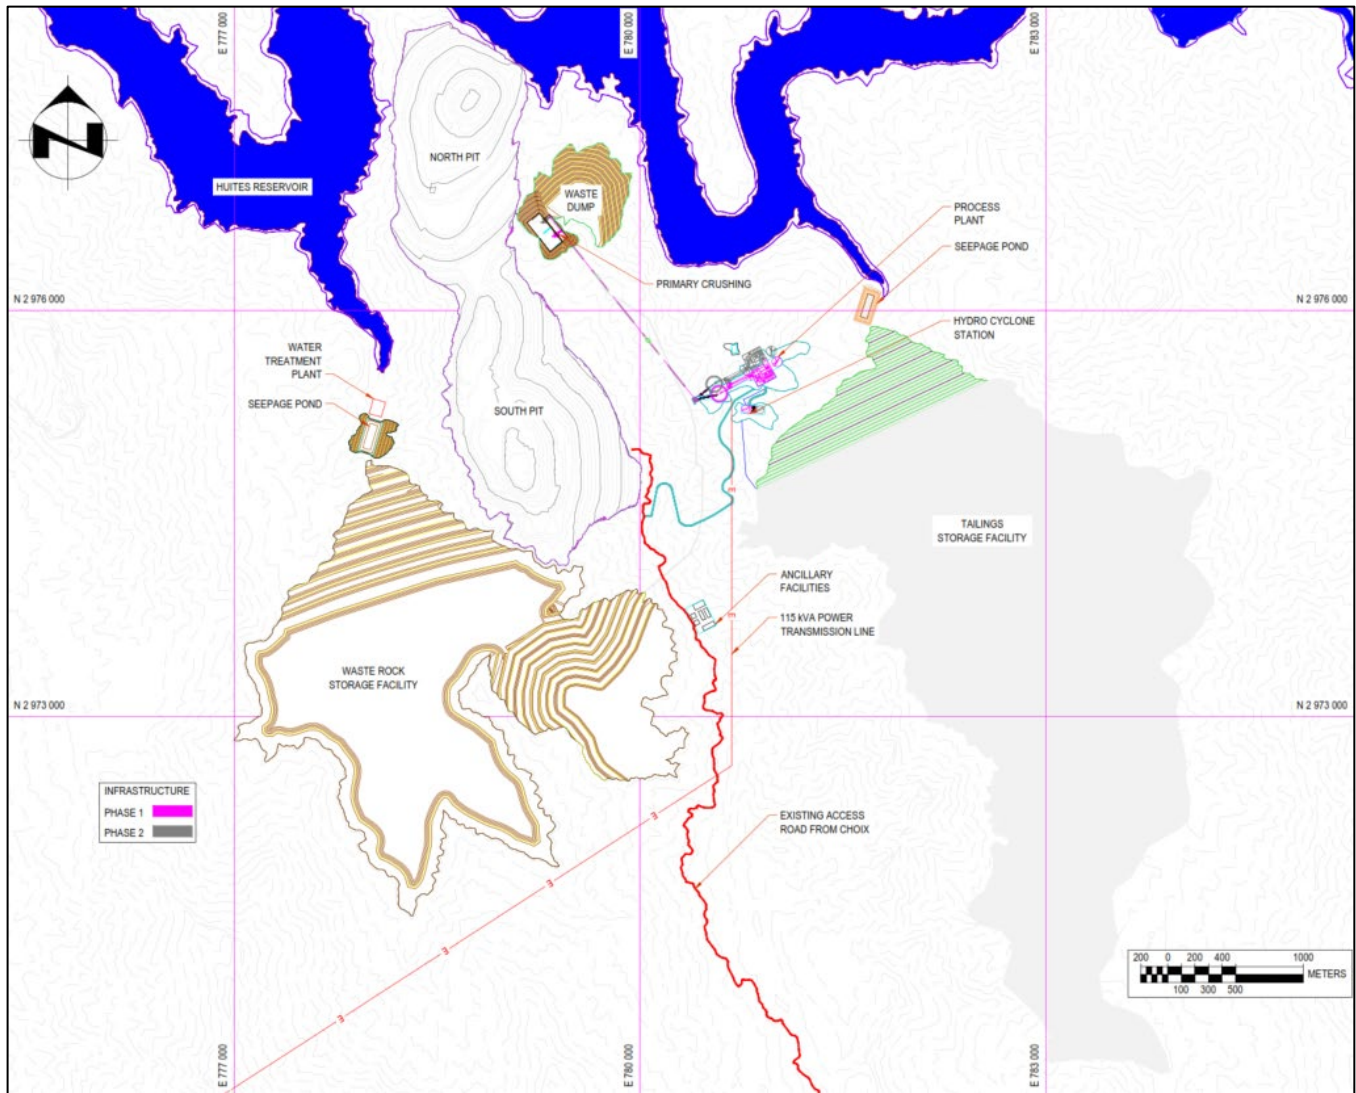 E 777 000
E 780 000
E 783 000
N
NORTH PIT
HUITES RESERVOIR
WASTE
DUMP
PROCESS
PLANT
SEEPAGE POND
PRIMARY CRUSHING
N 2 976 000
N 2 976 000
HYDRO CYCLONE
STATION
WATER
TREATMENT
PLANT
SEEPAGE POND
SOUTH PIT
E
TAILINGS
STORAGE FACILITY
ANCILLARY
FACILITIES
E
115 kVA POWER
TRANSMISSION LINE
WASTE ROCK
STORAGE FACILITY
N 2 973 000
N 2 973 000
INFRASTRUCTURE
PHASE 1
PHASE 2
EXISTING ACCESS
ROAD FROM CHOIX
E
E
E
E
200 0 200 400 1000
METERS
100 300 500
E 777 000
E 780 000
E 783 000